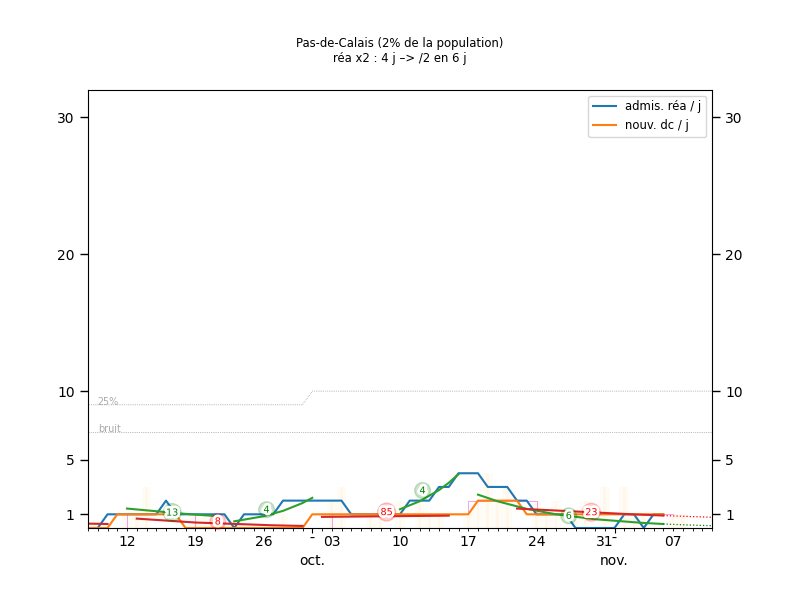 Pas-de-Calais (2% de la population)
réa x2 : 4 j –> /2 en 6 j
admis. réa / j
nouv. dc / j
30 30
20 20
10 10
25%
bruit
5 5
1 1
13 8 4 85 4 6 23
12 19 26 - 03 10 17 24 31 - 07
oct. nov.